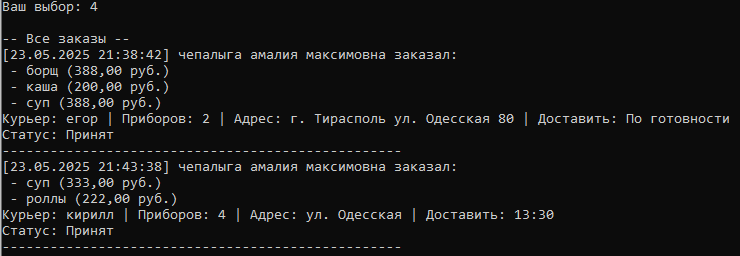 Ваш выбор: 4
-- Все заказы --
[23.05.2025 21:38:42] чепалыга амалия максимовна заказал:
- борщ (388,00 руб.)
- каша (200,00 руб.)
- суп (388,00 руб.)
Курьер: егор | Приборов: 2 | Адрес: г. Тирасполь ул. Одесская 80 | Доставить: По готовности
Статус: Принят
--------------------------------------------------
[23.05.2025 21:43:38] чепалыга амалия максимовна заказал:
- суп (333,00 руб.)
- роллы (222,00 руб.)
Курьер: кирилл | Приборов: 4 | Адрес: ул. Одесская | Доставить: 13:30
Статус: Принят
--------------------------------------------------